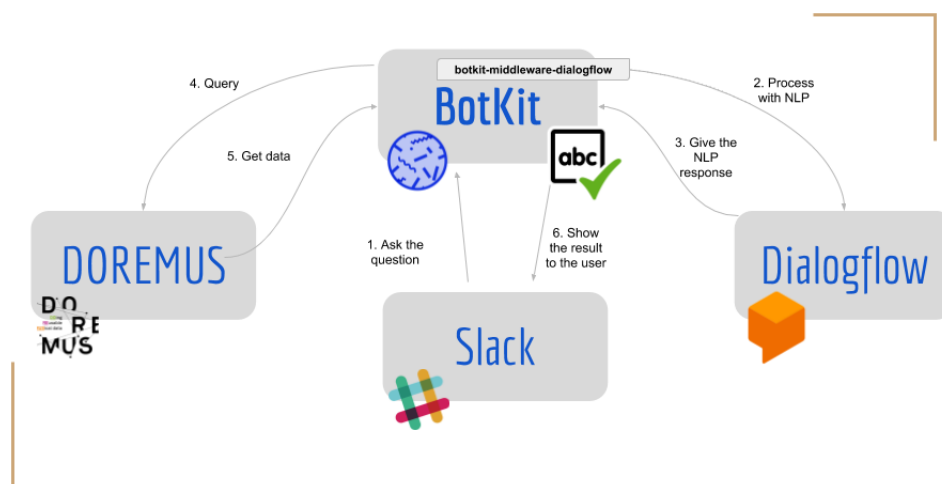 4. Query
botkit-middleware-dialogflow
BotKit
2. Process
with NLP
5. Get data
abc
3. Give the
NLP
response
1. Ask the
question
6. Show
the result
to the user
DOREMUS
Dialogflow
DO
RE
MUS
Slack